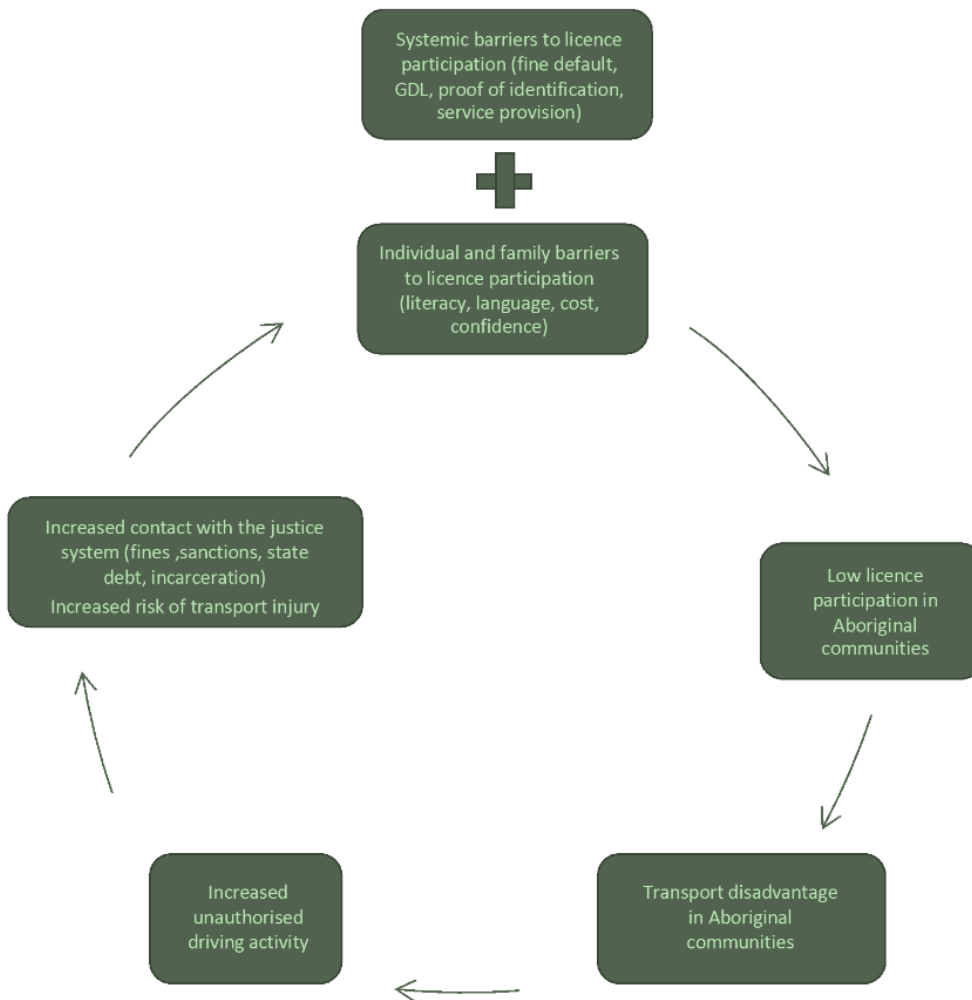 Systemic barriers to licence
participation (fine default,
GDL, proof of identification,
service provision)
Individual and family barriers
to licence participation
(literacy, language, cost,
confidence)
Low licence
participation in
Aboriginal
communities
Transport disadvantage
in Aboriginal
communities
Increased
unauthorised
driving activity
Increased contact with the justice
system (fines ,sanctions, state
debt, incarceration)
Increased risk of transport injury